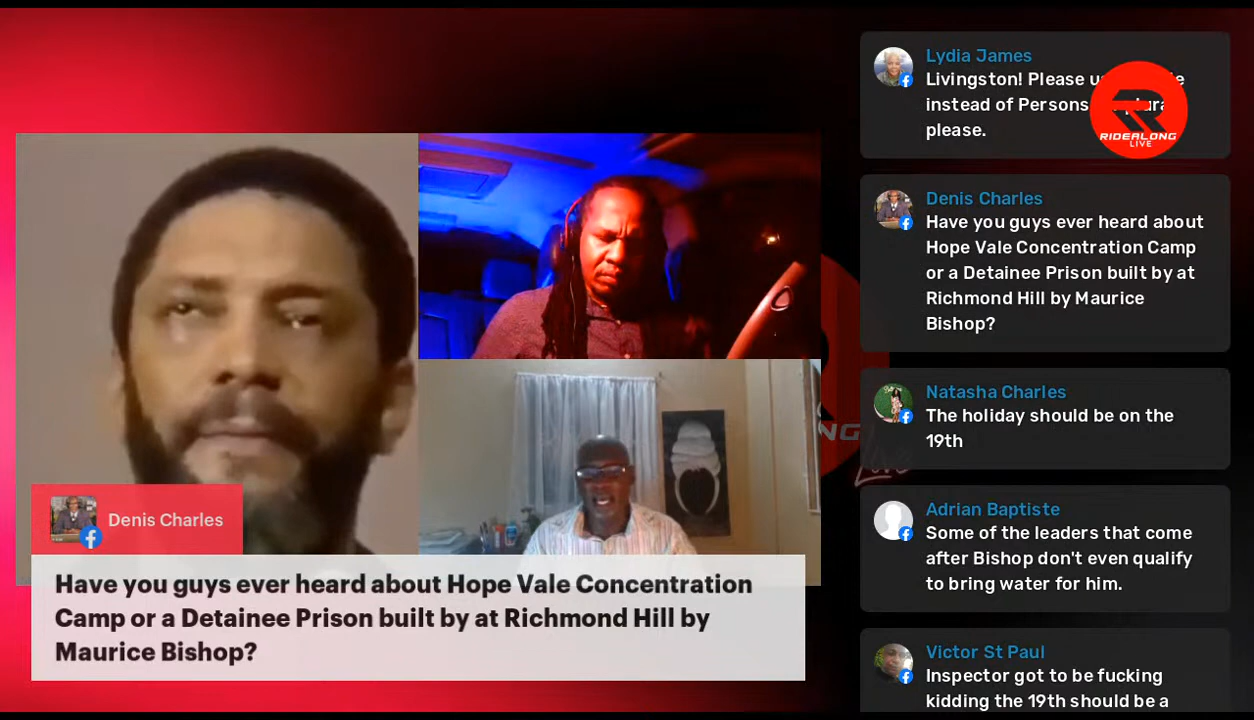 Denis Charles
Have you guys ever heard about Hope Vale Concentration
Camp or a Detainee Prison built by at Richmond Hill by
Maurice Bishop?
Lydia James
Livingston! Please
instead of Persons
please.
RIDEALONG
LIVE
Denis Charles
Have you guys ever heard about
Hope Vale Concentration Camp
or a Detainee Prison built by at
Richmond Hill by Maurice
Bishop?
Natasha Charles
The holiday should be on the
19th
Adrian Baptiste
Some of the leaders that come
after Bishop don't even qualify
to bring water for him.
Victor St Paul
Inspector got to be fucking
kidding the 19th should be a